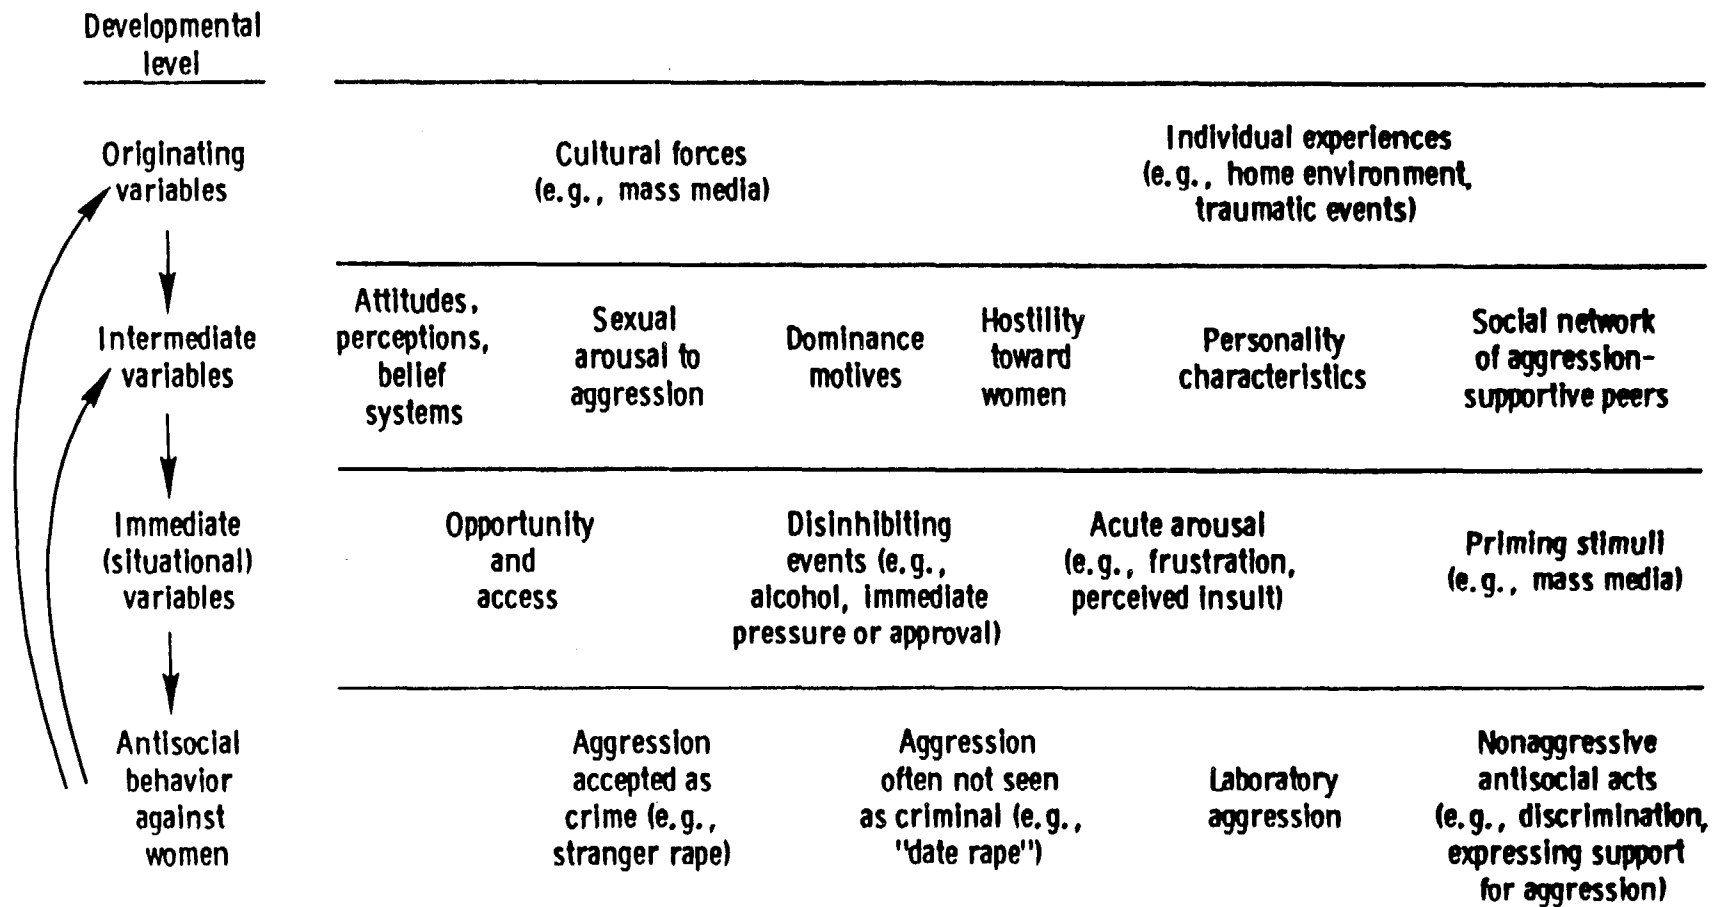 Developmental
level
Originating
variables
Cultural forces
(e.g., mass media)
Individual experiences
(e.g., home environment,
traumatic events)
Intermediate
variables
Attitudes,
perceptions,
belief
systems
Sexual
arousal to
aggression
Dominance
motives
Hostility
toward
women
Personality
characteristics
Social network
of aggression-
supportive peers
Immediate
(situational)
variables
Opportunity
and
access
Disinhibiting
events (e.g.,
alcohol, immediate
pressure or approval)
Acute arousal
(e.g., frustration,
perceived insult)
Priming stimuli
(e.g., mass media)
Antisocial
behavior
against
women
Aggression
accepted as
crime (e.g.,
stranger rape)
Aggression
often not seen
as criminal (e.g.,
"date rape")
Laboratory
aggression
Nonaggressive
antisocial acts
(e.g., discrimination,
expressing support
for aggression)